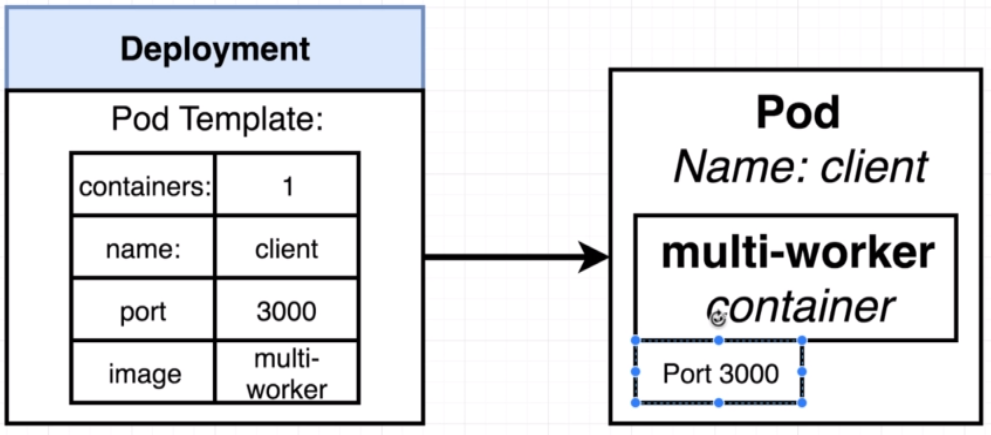 Deployment
Pod Template:
containers: 1
name: client
port 3000
image multi-
worker
Pod
Name: client
multi-worker
container
Port 3000